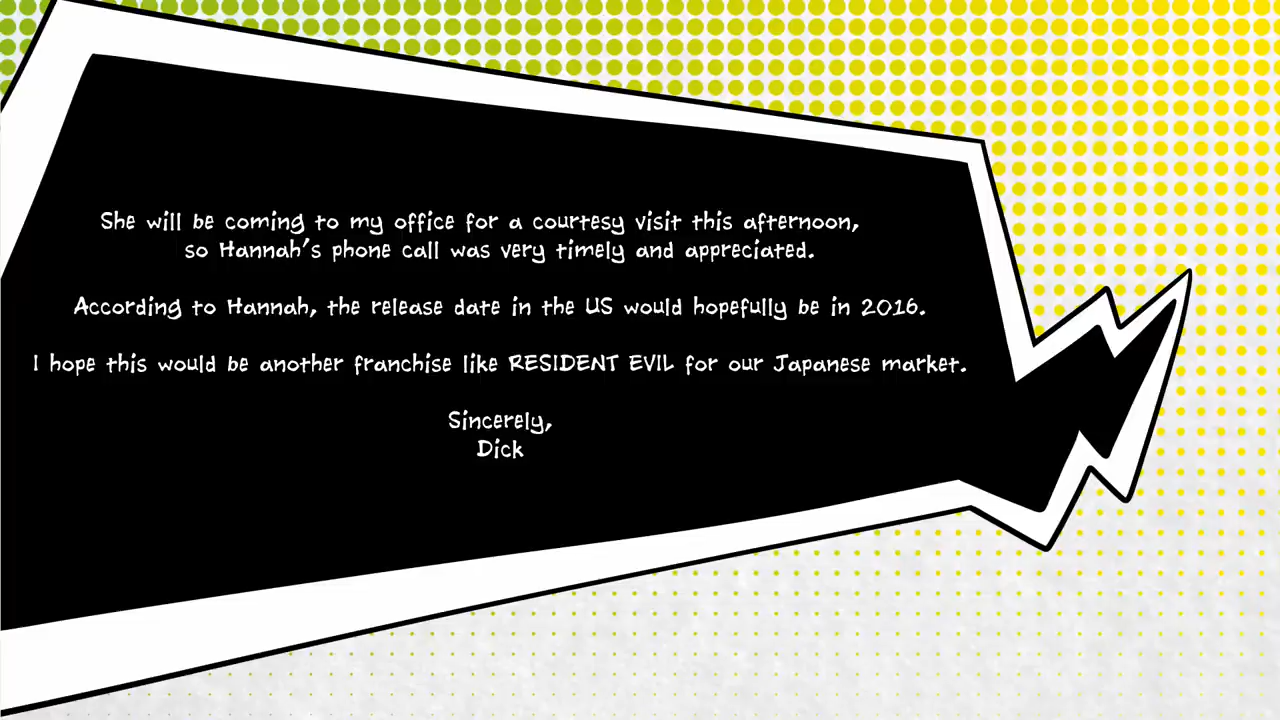 She will be coming to my office for a courtesy visit this afternoon,
so Hannah's phone call was very timely and appreciated.
According to Hannah, the release date in the US would hopefully be in 2016.
I hope this would be another franchise like RESIDENT EVIL for our Japanese market.
Sincerely,
Dick